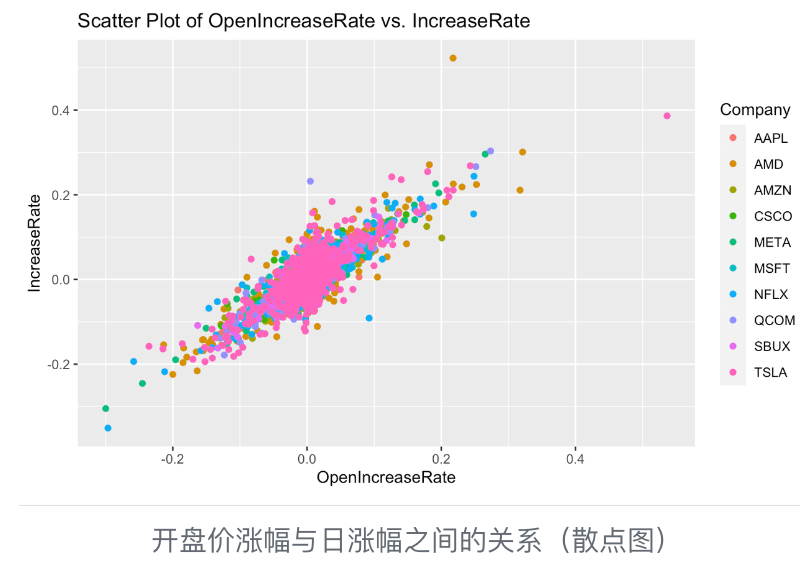 Scatter Plot of OpenIncreaseRate vs. IncreaseRate
IncreaseRate
0.4
0.2
0.0
-0.2
-0.2
0.0
0.2
0.4
OpenIncreaseRate
Company
AAPL
AMD
AMZN
CSCO
META
MSFT
NFLX
QCOM
SBUX
TSLA
开盘价涨幅与日涨幅之间的关系（散点图）